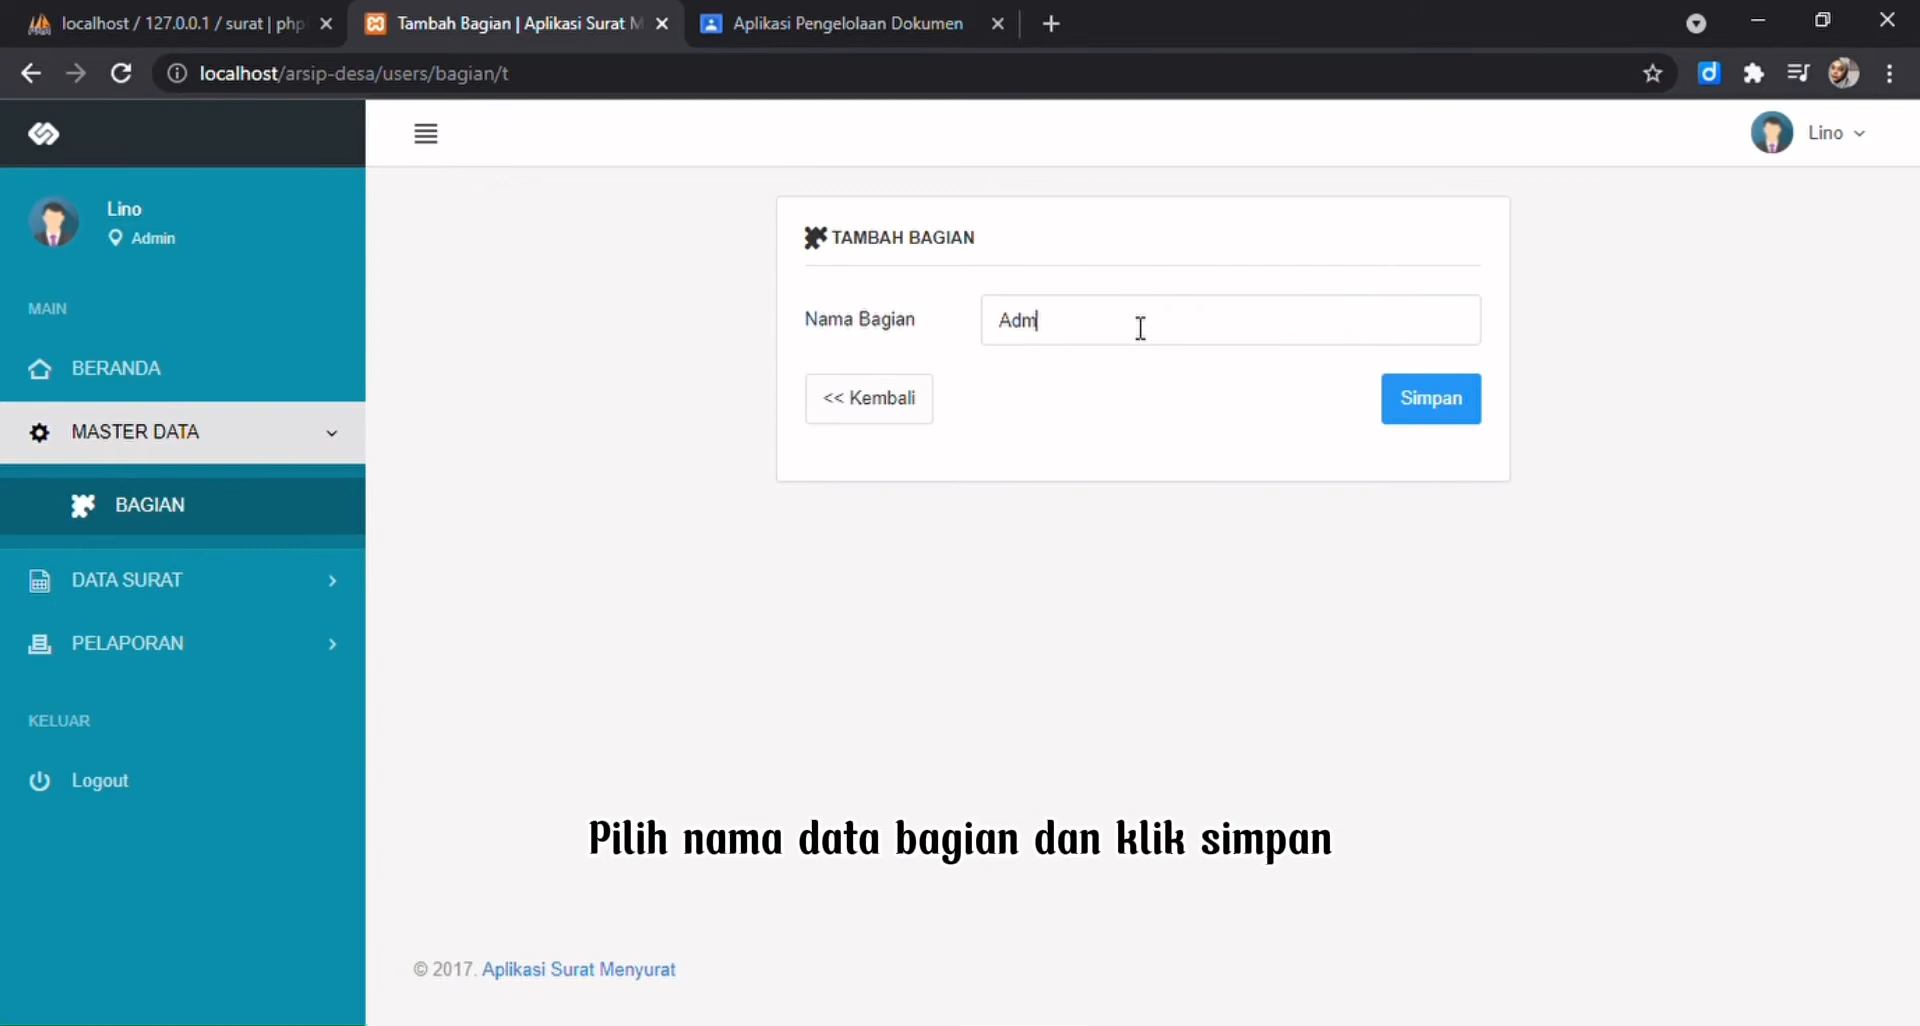 localhost / 127.0.0.1 / surat | php
Tambah Bagian | Aplikasi Surat M
Aplikasi Pengelolaan Dokumen
localhost/arsip-desa/users/bagian/t
Lino
Lino
Admin
MAIN
BERANDA
MASTER DATA
BAGIAN
DATA SURAT
PELAPORAN
KELUAR
Logout
TAMBAH BAGIAN
Nama Bagian
Adm
<< Kembali
Simpan
Pilih nama data bagian dan klik simpan
© 2017. Aplikasi Surat Menyurat